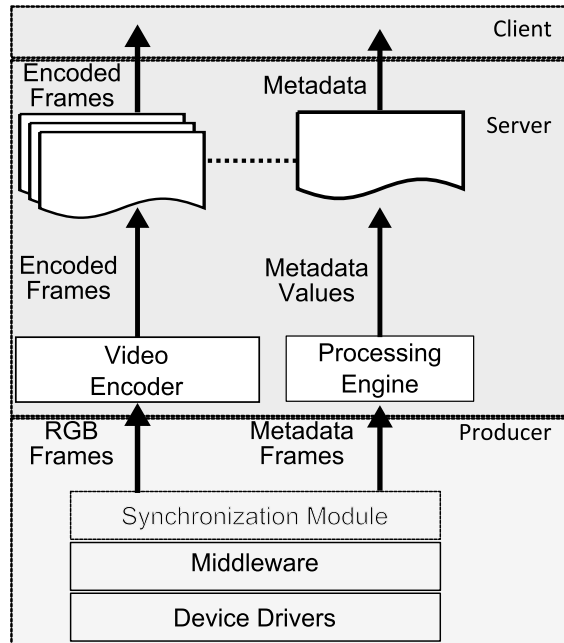 Client
Encoded
Frames
Metadata
Server
Encoded
Frames
Metadata
Values
Video
Encoder
Processing
Engine
RGB
Frames
Metadata
Frames
Producer
Synchronization Module
Middleware
Device Drivers